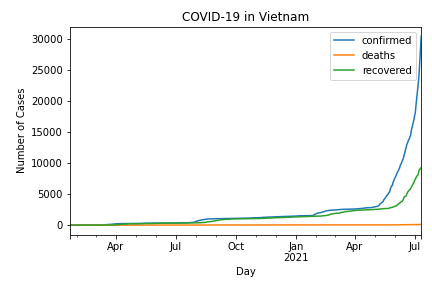 COVID-19 in Vietnam
confirmed
deaths
recovered
Number of Cases
30000
25000
20000
15000
10000
5000
0
Apr
Jul
Oct
Jan
2021
Apr
Jul
Day